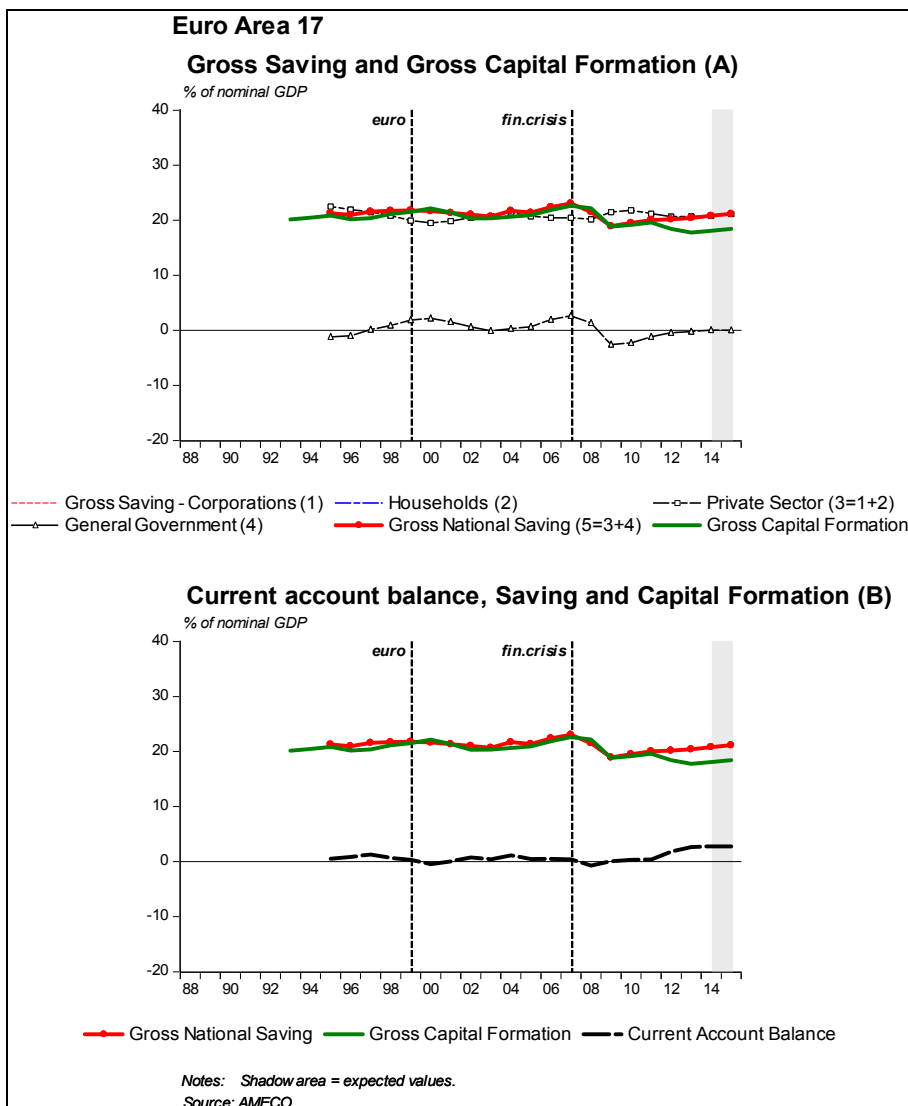 Euro Area 17
Gross Saving and Gross Capital Formation (A)
% of nominal GDP
40
euro
fin.crisis
30
20
10
0
-10
-20
88 90 92 94 96 98 00 02 04 06 08 10 12 14
Gross Saving - Corporations (1) Households (2) Private Sector (3=1+2)
General Government (4) Gross National Saving (5=3+4) Gross Capital Formation
Current account balance, Saving and Capital Formation (B)
% of nominal GDP
40
euro
fin.crisis
30
20
10
0
-10
-20
88 90 92 94 96 98 00 02 04 06 08 10 12 14
Gross National Saving Gross Capital Formation Current Account Balance
Notes: Shadow area = expected values.
Source: AMECO